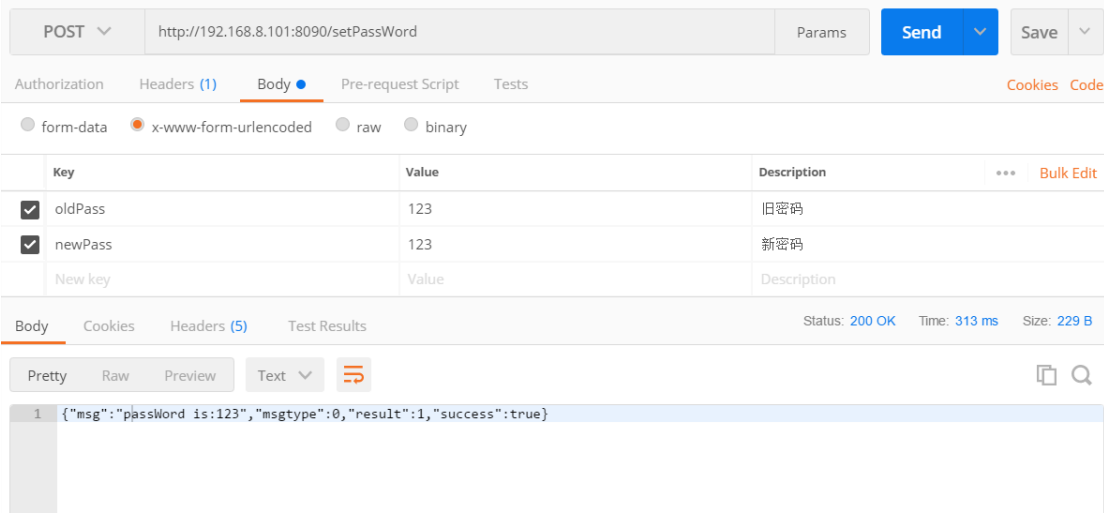 POST http://192.168.8.101:8090/setPassWord Params Send Save
Authorization Headers (1) Body Pre-request Script Tests Cookies Code
form-data x-www-form-urlencoded raw binary
Key Value Description ••• Bulk Edit
oldPass 123 旧密码
newPass 123 新密码
New key Value Description
Body Cookies Headers (5) Test Results Status: 200 OK Time: 313 ms Size: 229 B
Pretty Raw Preview Text
1 {"msg":"passWord is:123","msgtype":0,"result":1,"success":true}